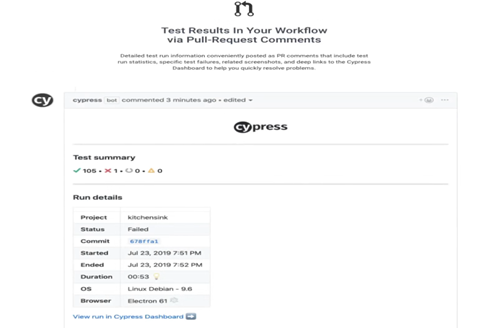 Test Results In Your Workflow
via Pull-Request Comments
Detailed test run information conveniently posted as PR comments that include test
run statistics, specific test failures, related screenshots, and deep links to the Cypress
Dashboard to help you quickly resolve problems.
cy
cypress bot commented 3 minutes ago • edited
cypress
Test summary
105 • 1 • 0 • 0
Run details
Project kitchensink
Status Failed
Commit 678ffa1
Started Jul 23, 2019 7:51 PM
Ended Jul 23, 2019 7:52 PM
Duration 00:53
OS Linux Debian - 9.6
Browser Electron 61
View run in Cypress Dashboard